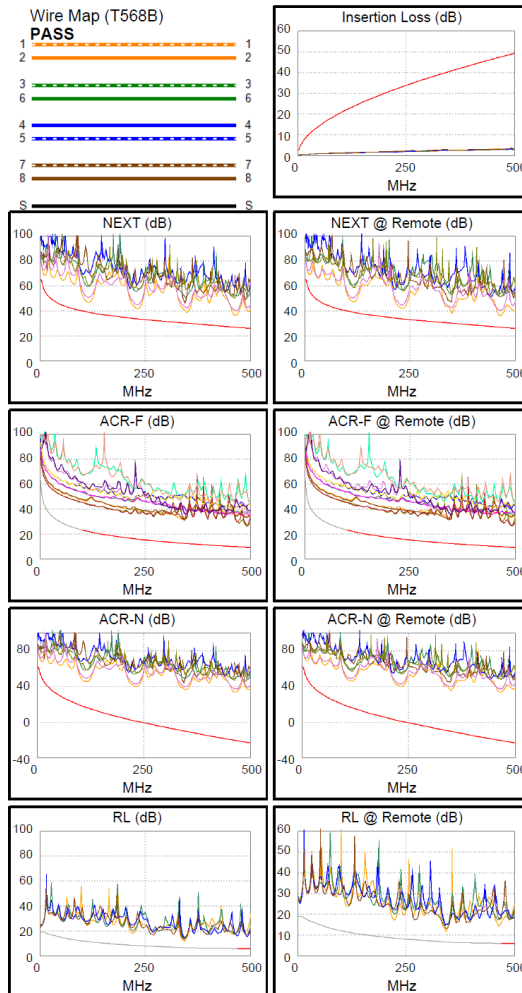 Wire Map (T568B)
PASS
1 1
2 2
3 3
6 6
4 4
5 5
7 7
8 8
S S
Insertion Loss (dB)
60
50
40
30
20
10
0
0 250 500
MHz
NEXT (dB)
100
80
60
40
20
0
0 250 500
MHz
NEXT @ Remote (dB)
100
80
60
40
20
0
0 250 500
MHz
ACR-F (dB)
100
80
60
40
20
0
0 250 500
MHz
ACR-F @ Remote (dB)
100
80
60
40
20
0
0 250 500
MHz
ACR-N (dB)
80
40
0
-40
0 250 500
MHz
ACR-N @ Remote (dB)
80
40
0
-40
0 250 500
MHz
RL (dB)
100
80
60
40
20
0
0 250 500
MHz
RL @ Remote (dB)
60
50
40
30
20
10
0
0 250 500
MHz